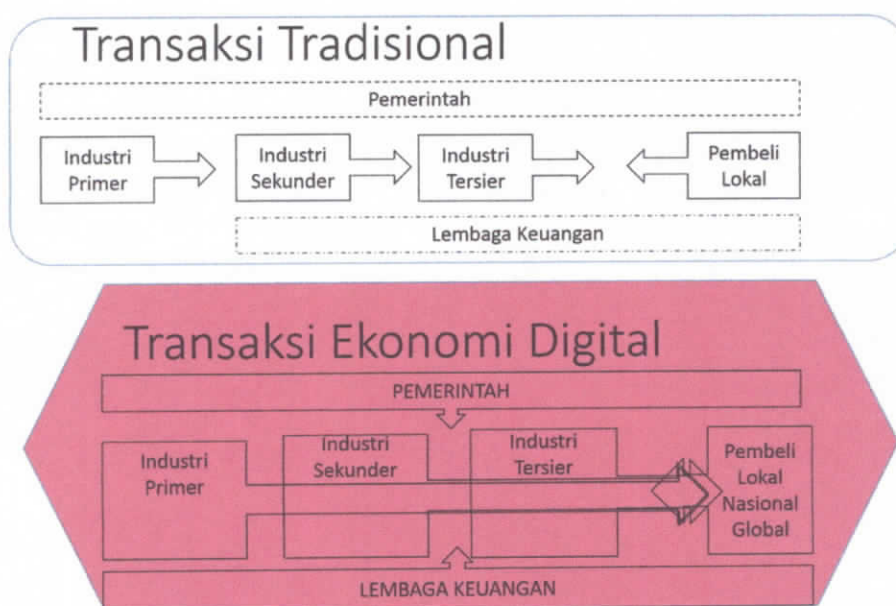 Transaksi Tradisional
Pemerintah
Industri
Primer
Industri
Sekunder
Industri
Tersier
Pembeli
Lokal
Lembaga Keuangan
Transaksi Ekonomi Digital
PEMERINTAH
Industri
Primer
Industri
Sekunder
Industri
Tersier
Pembeli
Lokal
Nasional
Global
LEMBAGA KEUANGAN